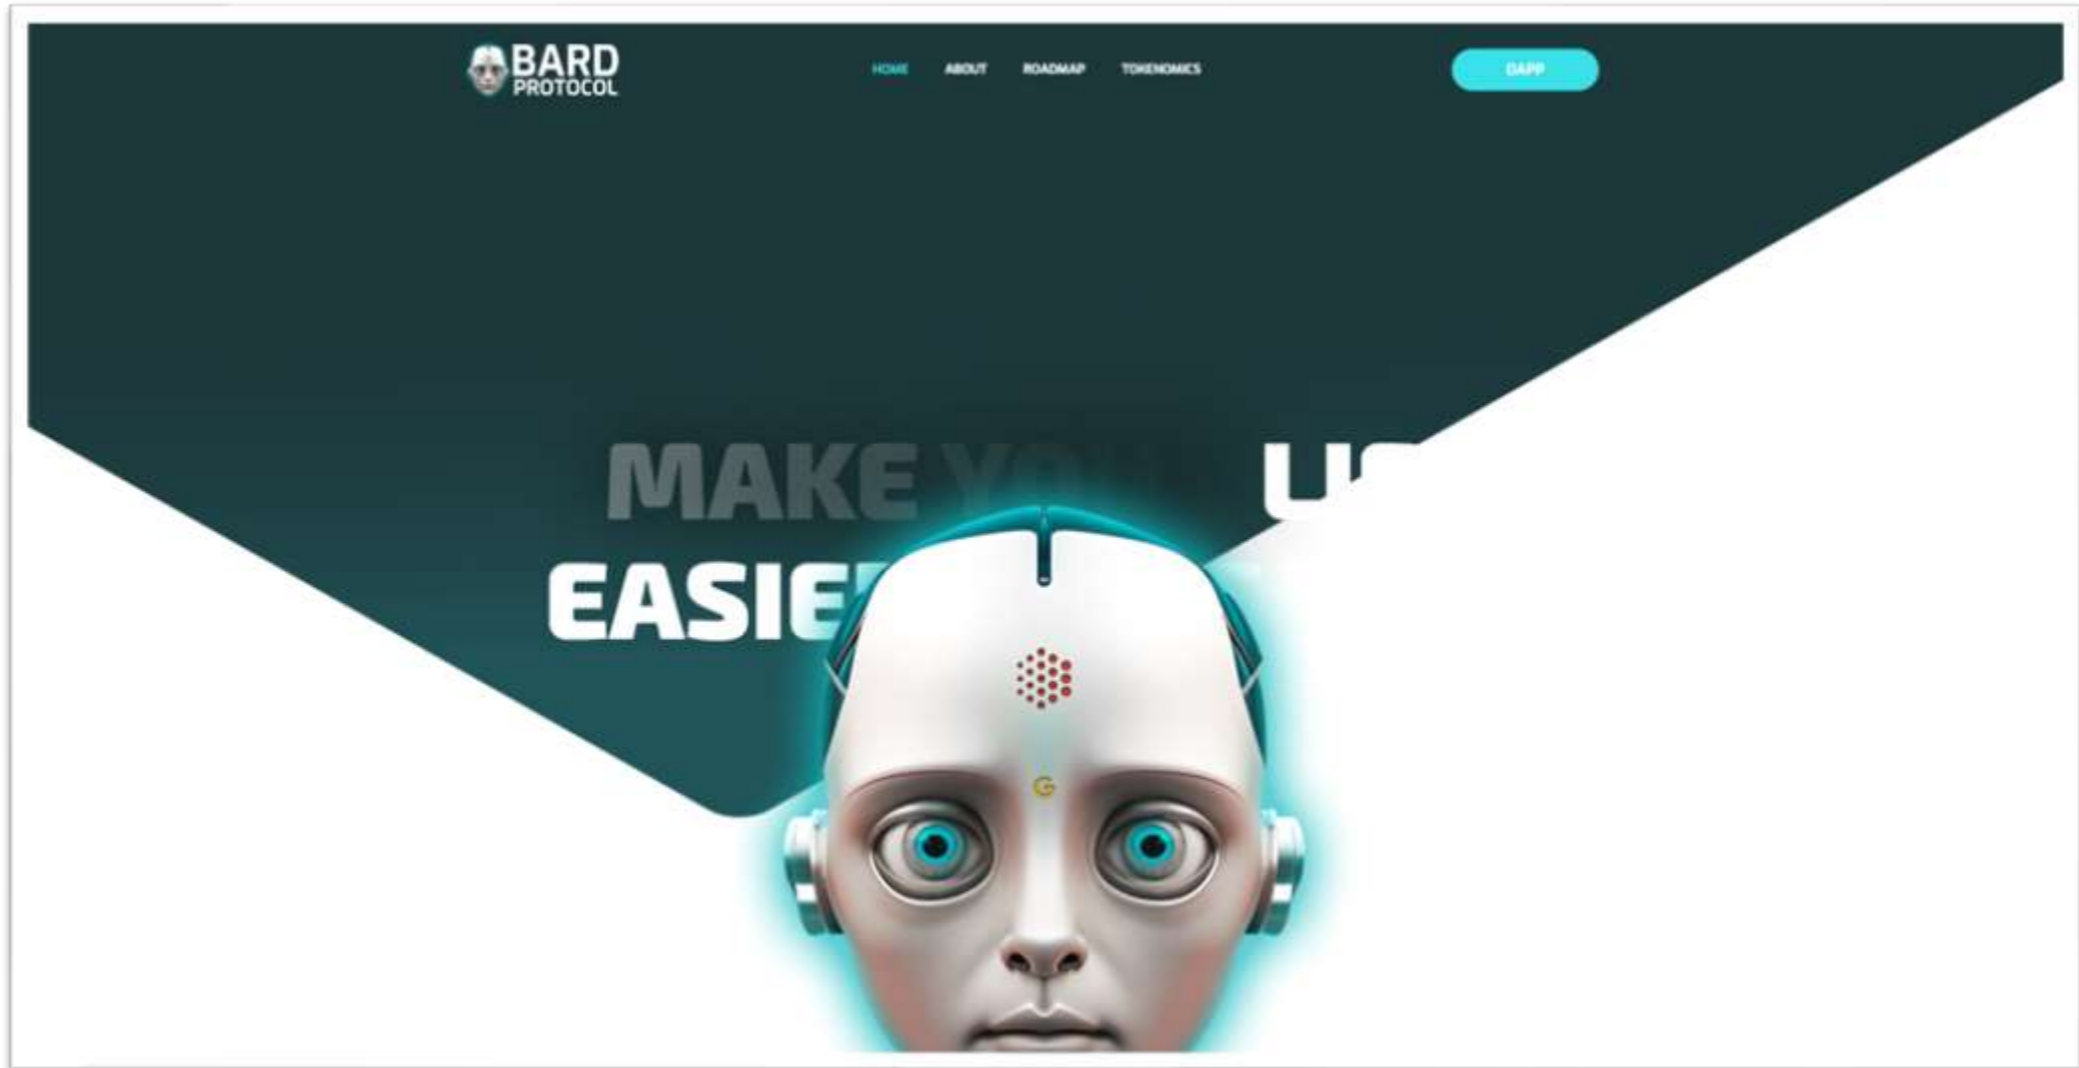 BARD
PROTOCOL
HOME ABOUT ROADMAP TOKENOMICS
DAPP
MAKE
EASIE
G